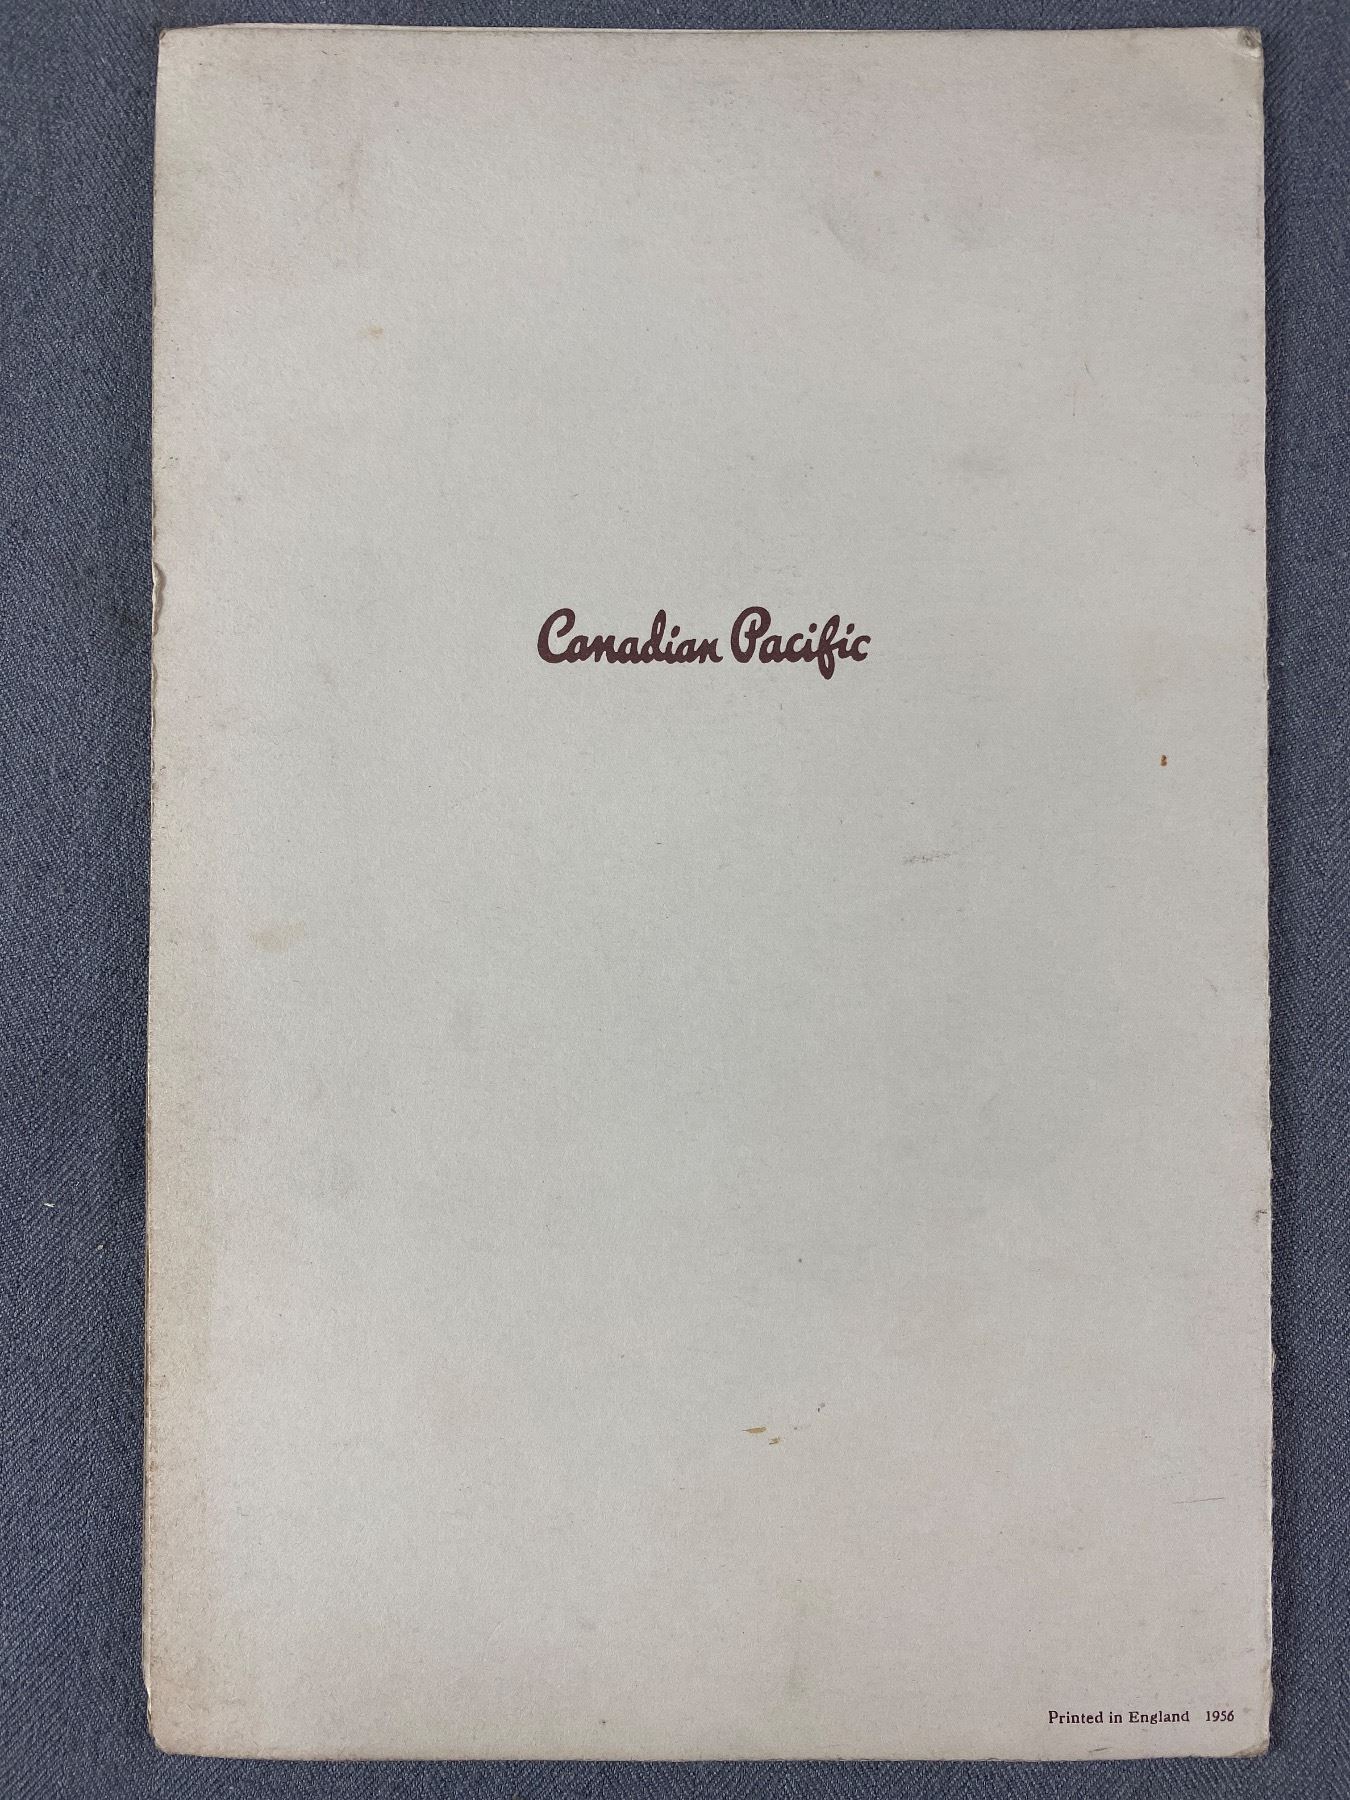 Canadian Pacific
Printed in England 1956